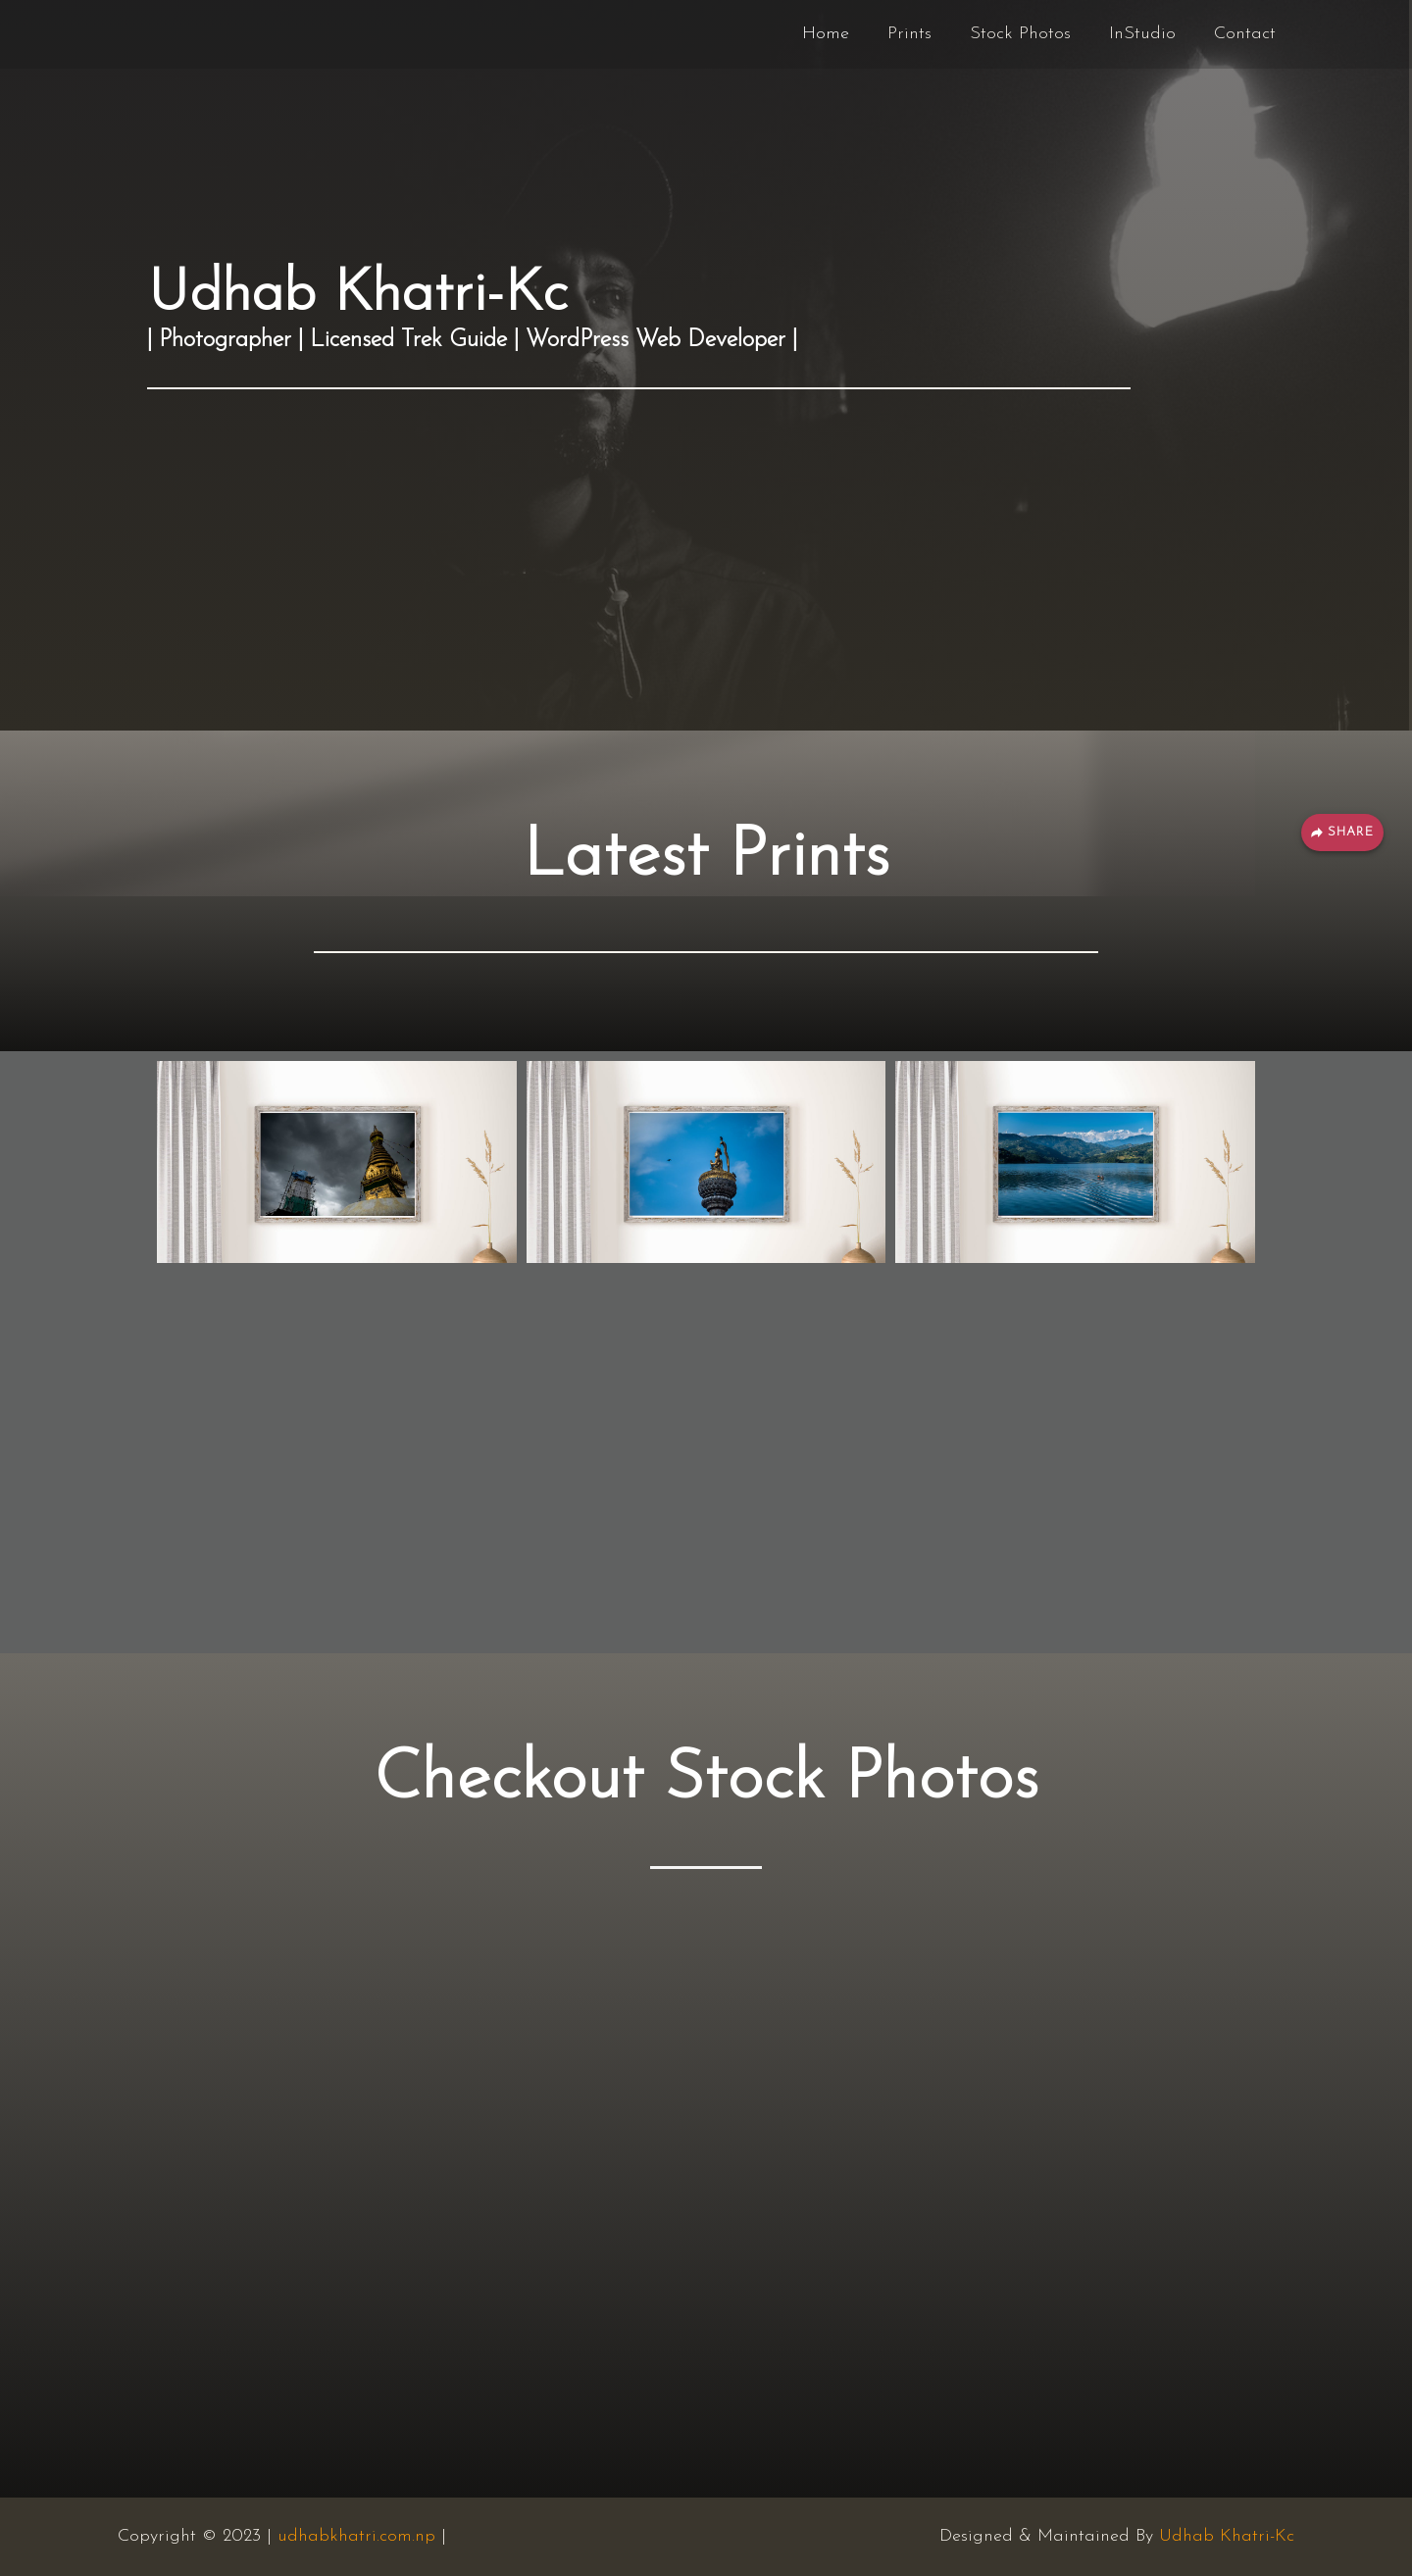 Home Prints Stock Photos InStudio Contact
Udhab Khatri-Kc
| Photographer | Licensed Trek Guide | WordPress Web Developer |
Latest Prints
SHARE
Checkout Stock Photos
Copyright © 2023 | udhabkhatri.com.np |
Designed & Maintained By Udhab Khatri-Kc